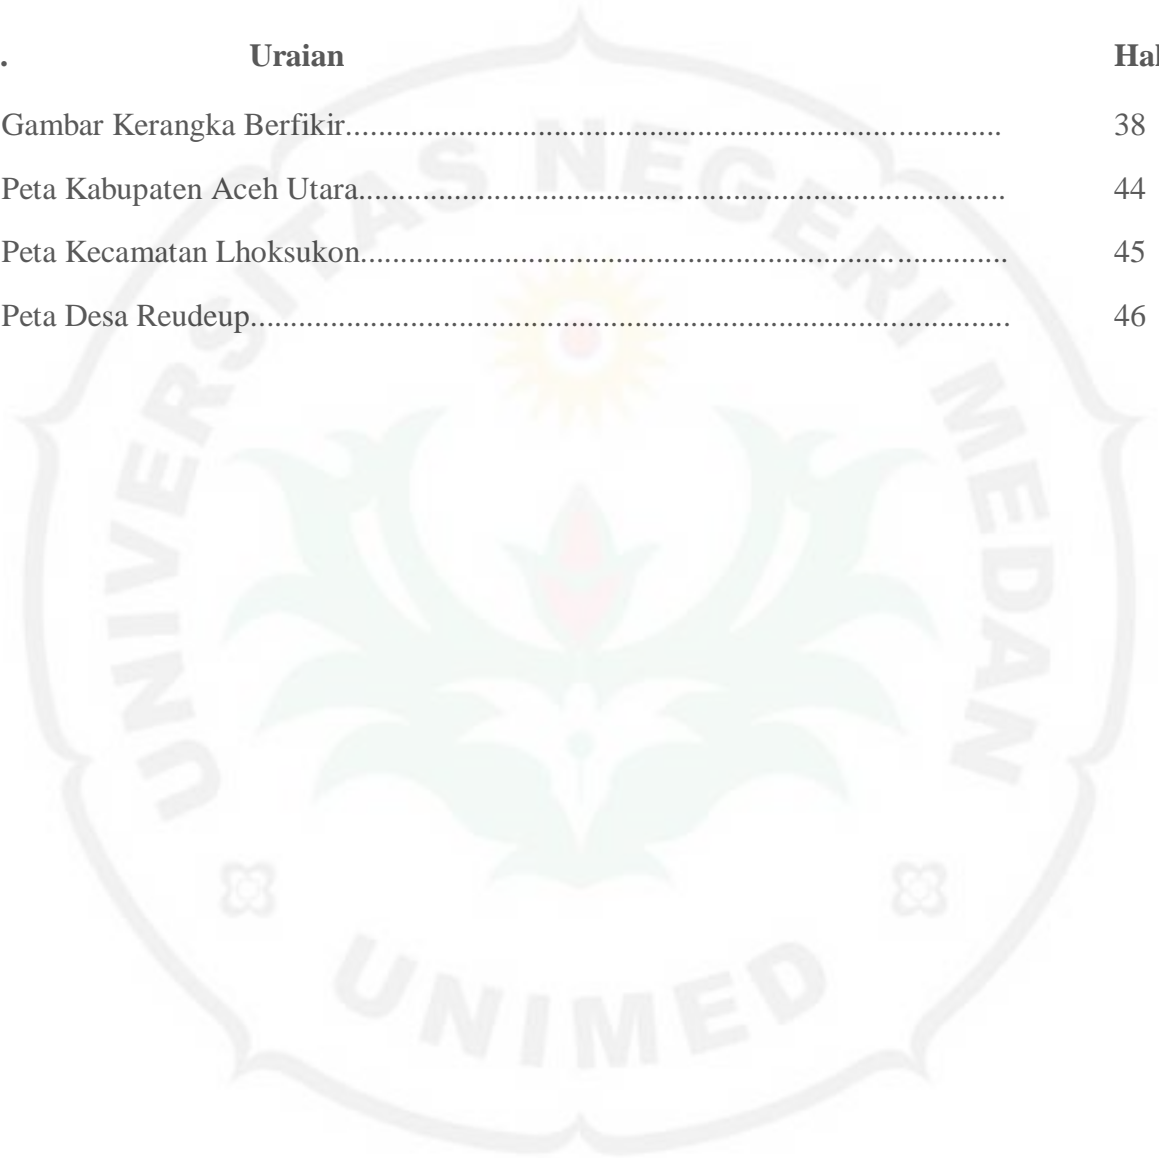 . Uraian Hal
Gambar Kerangka Berfikir.................................................................................. 38
Peta Kabupaten Aceh Utara................................................................................. 44
Peta Kecamatan Lhoksukon................................................................................. 45
Peta Desa Reudeup............................................................................................... 46
UNIVERSITAS NEGERI MEDAN
UNIMED